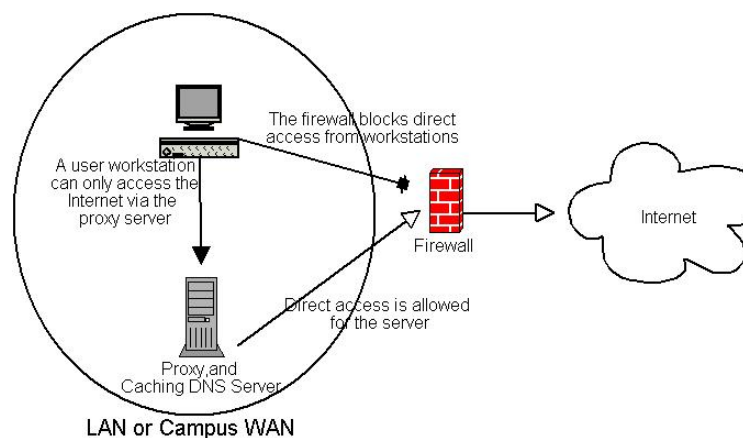 The firewall blocks direct
access from workstations
A user workstation
can only access the
Internet via the
proxy server
Internet
Firewall
Direct access is allowed
for the server
Proxy,and
Caching DNS Server
LAN or Campus WAN